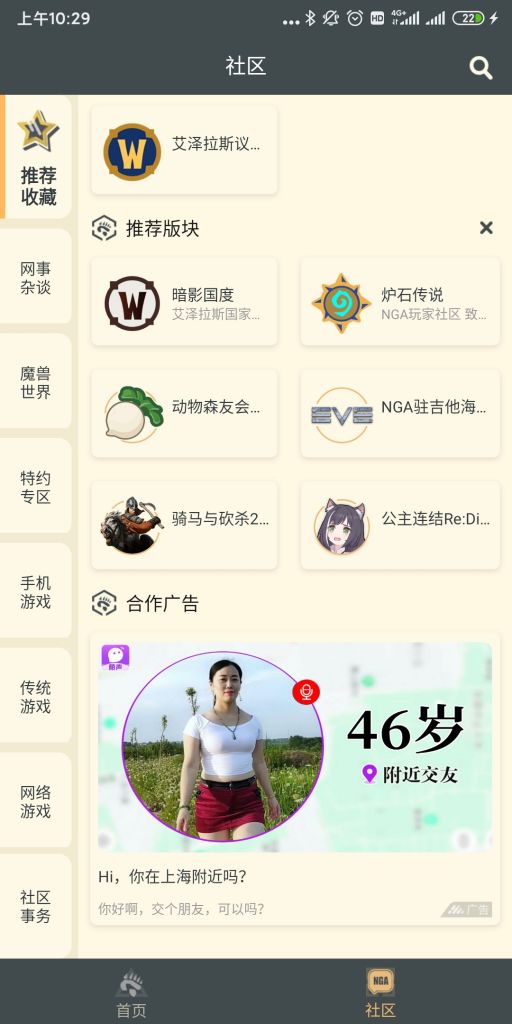 上午10:29
4G+
HD
22
社区
推荐
收藏
网事
杂谈
魔兽
世界
特约
专区
手机
游戏
传统
游戏
网络
游戏
社区
事务
W
艾泽拉斯议...
推荐版块
W
暗影国度
艾泽拉斯国家...
炉石传说
NGA玩家社区 致...
动物森友会...
EVE
NGA驻吉他海...
骑马与砍杀2...
公主连结Re:Di...
合作广告
46岁
附近交友
Hi，你在上海附近吗？
你好啊，交个朋友，可以吗？
广告
首页
NGA
社区